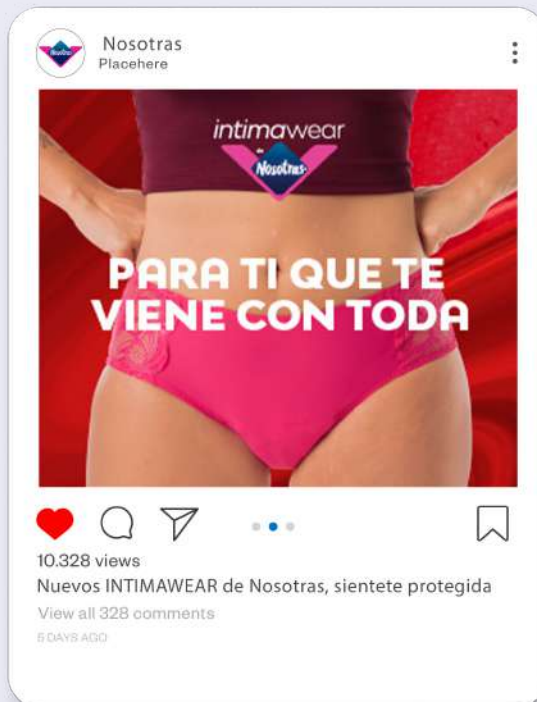 Nosotras
Nosotras
Placehere
intimawear
de
Nosotras
PARA TI QUE TE
VIENE CON TODA
10.328 views
Nuevos INTIMAWEAR de Nosotras, sientete protegida
View all 328 comments
5 DAYS AGO